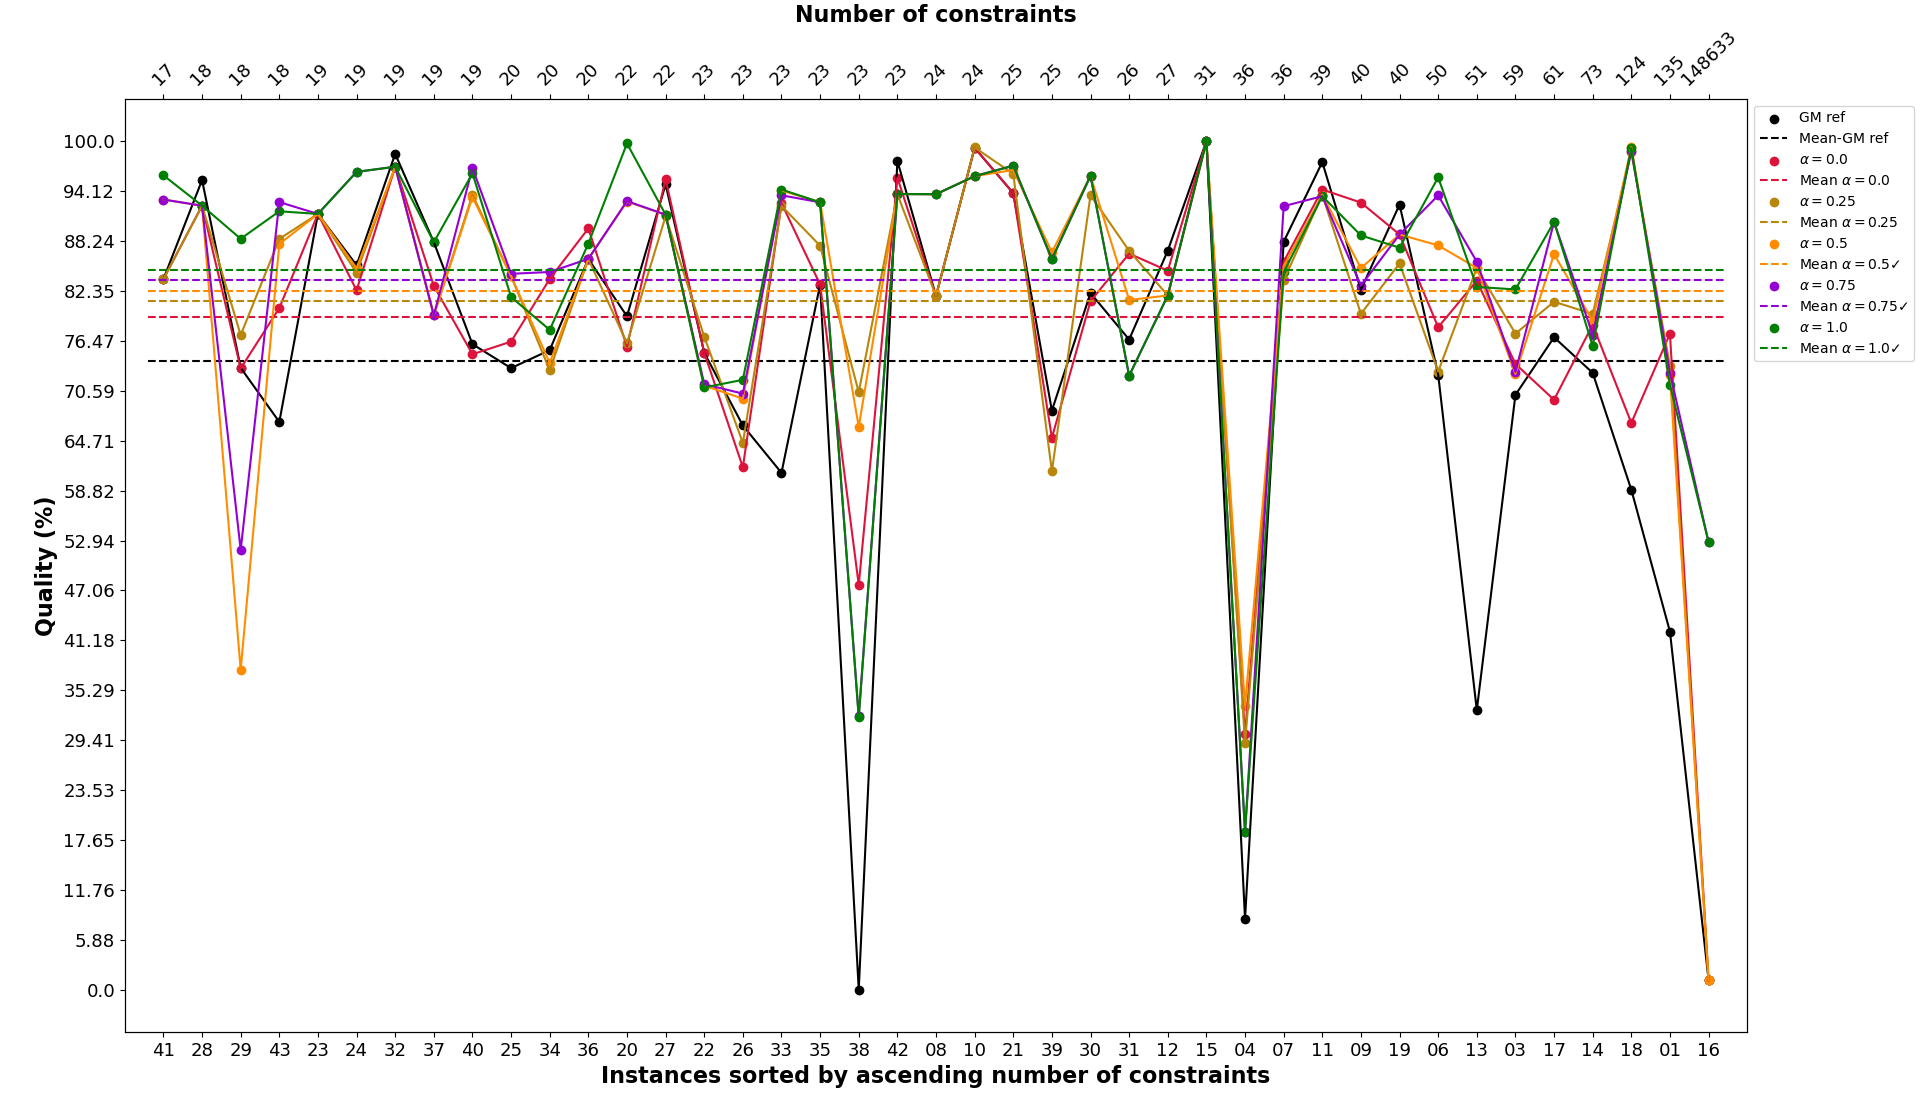 Number of constraints
17 18 18 18 19 19 19 19 19 20 20 20 22 22 23 23 23 23 23 23 24 24 25 25 26 26 27 31 36 36 39 40 40 50 51 59 61 73 124 135 148633
100.0
94.12
88.24
82.35
76.47
70.59
64.71
58.82
52.94
47.06
41.18
35.29
29.41
23.53
17.65
11.76
5.88
0.0
Quality (%)
GM ref
Mean-GM ref
α = 0.0
Mean α = 0.0
α = 0.25
Mean α = 0.25
α = 0.5
Mean α = 0.5✓
α = 0.75
Mean α = 0.75✓
α = 1.0
Mean α = 1.0✓
41 28 29 43 23 24 32 37 40 25 34 36 20 27 22 26 33 35 38 42 08 10 21 39 30 31 12 15 04 07 11 09 19 06 13 03 17 14 18 01 16
Instances sorted by ascending number of constraints